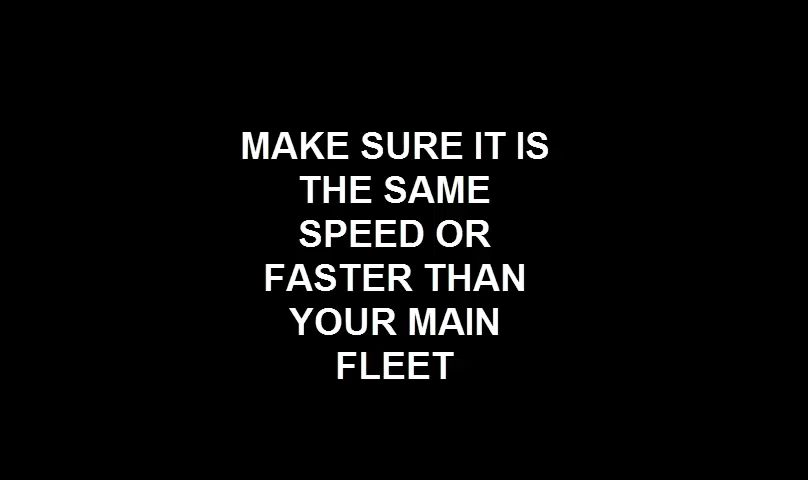 MAKE SURE IT IS
THE SAME
SPEED OR
FASTER THAN
YOUR MAIN
FLEET